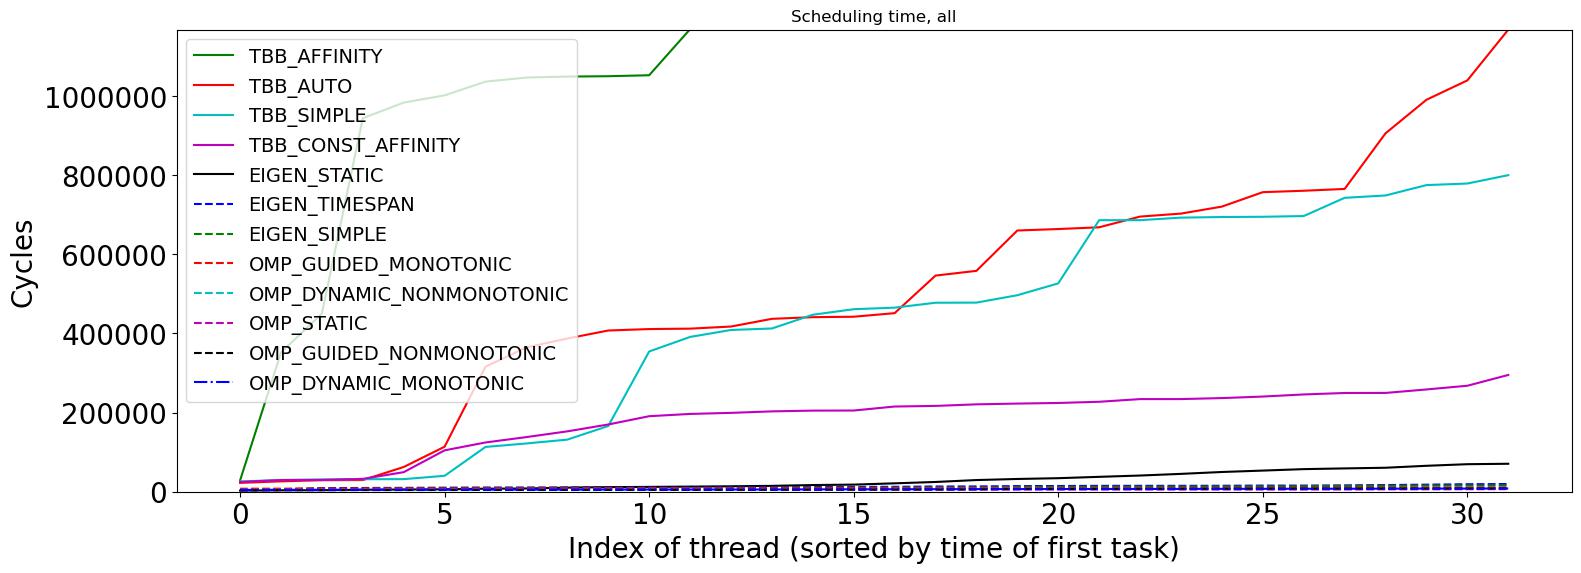 Scheduling time, all
Cycles
1000000
800000
600000
400000
200000
0
TBB_AFFINITY
TBB_AUTO
TBB_SIMPLE
TBB_CONST_AFFINITY
EIGEN_STATIC
EIGEN_TIMESPAN
EIGEN_SIMPLE
OMP_GUIDED_MONOTONIC
OMP_DYNAMIC_NONMONOTONIC
OMP_STATIC
OMP_GUIDED_NONMONOTONIC
OMP_DYNAMIC_MONOTONIC
0 5 10 15 20 25 30
Index of thread (sorted by time of first task)